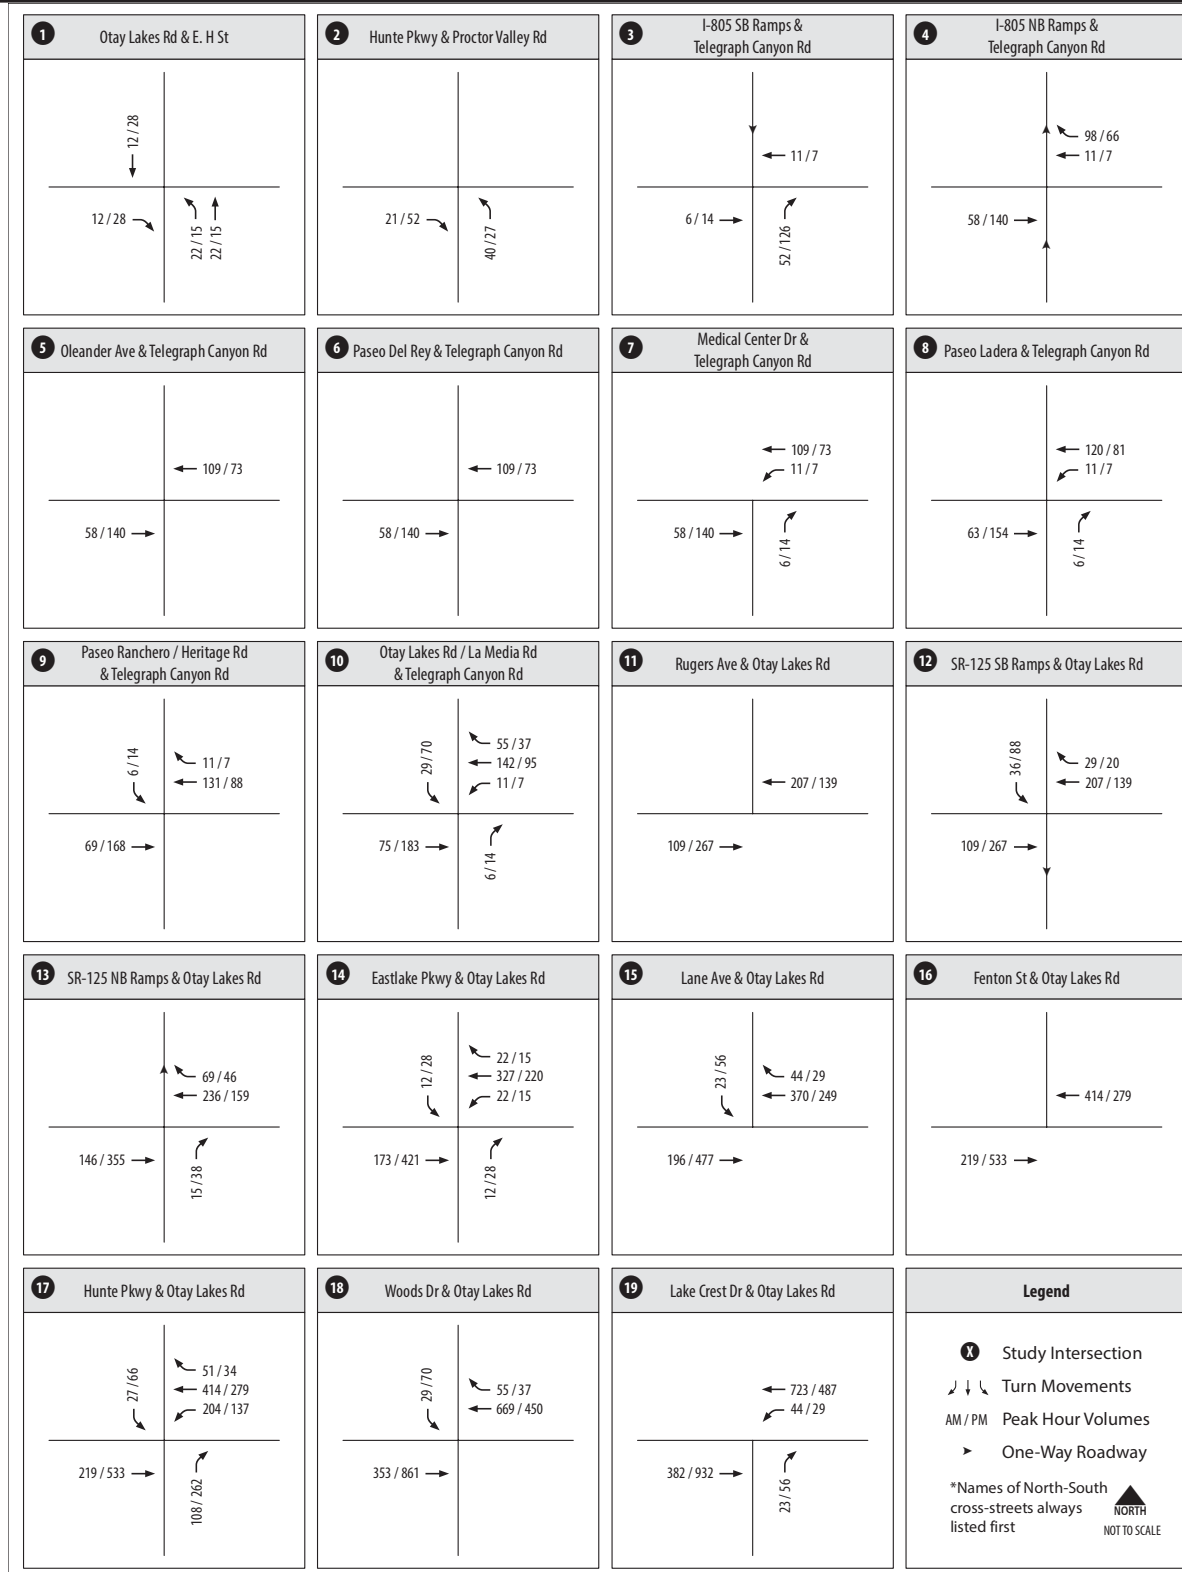 1
Otay Lakes Rd & E. H St
12 / 28
12 / 28
22 / 15
22 / 15
2
Hunte Pkwy & Proctor Valley Rd
21 / 52
40 / 27
3
I-805 SB Ramps &
Telegraph Canyon Rd
11 / 7
6 / 14
52 / 126
4
I-805 NB Ramps &
Telegraph Canyon Rd
98 / 66
11 / 7
58 / 140
5
Oleander Ave & Telegraph Canyon Rd
109 / 73
58 / 140
6
Paseo Del Rey & Telegraph Canyon Rd
109 / 73
58 / 140
7
Medical Center Dr &
Telegraph Canyon Rd
109 / 73
11 / 7
58 / 140
6 / 14
8
Paseo Ladera & Telegraph Canyon Rd
120 / 81
11 / 7
63 / 154
6 / 14
9
Paseo Ranchero / Heritage Rd
& Telegraph Canyon Rd
6 / 14
11 / 7
131 / 88
69 / 168
10
Otay Lakes Rd / La Media Rd
& Telegraph Canyon Rd
29 / 70
55 / 37
142 / 95
11 / 7
75 / 183
6 / 14
11
Rugers Ave & Otay Lakes Rd
207 / 139
109 / 267
12
SR-125 SB Ramps & Otay Lakes Rd
36 / 88
29 / 20
207 / 139
109 / 267
13
SR-125 NB Ramps & Otay Lakes Rd
69 / 46
236 / 159
146 / 355
15 / 38
14
Eastlake Pkwy & Otay Lakes Rd
12 / 28
22 / 15
327 / 220
22 / 15
173 / 421
12 / 28
15
Lane Ave & Otay Lakes Rd
23 / 56
44 / 29
370 / 249
196 / 477
16
Fenton St & Otay Lakes Rd
414 / 279
219 / 533
17
Hunte Pkwy & Otay Lakes Rd
27 / 66
51 / 34
414 / 279
204 / 137
219 / 533
108 / 262
18
Woods Dr & Otay Lakes Rd
29 / 70
55 / 37
669 / 450
353 / 861
19
Lake Crest Dr & Otay Lakes Rd
723 / 487
44 / 29
382 / 932
23 / 56
Legend
X Study Intersection
Turn Movements
AM / PM Peak Hour Volumes
One-Way Roadway
*Names of North-South
cross-streets always
listed first
NORTH
NOT TO SCALE